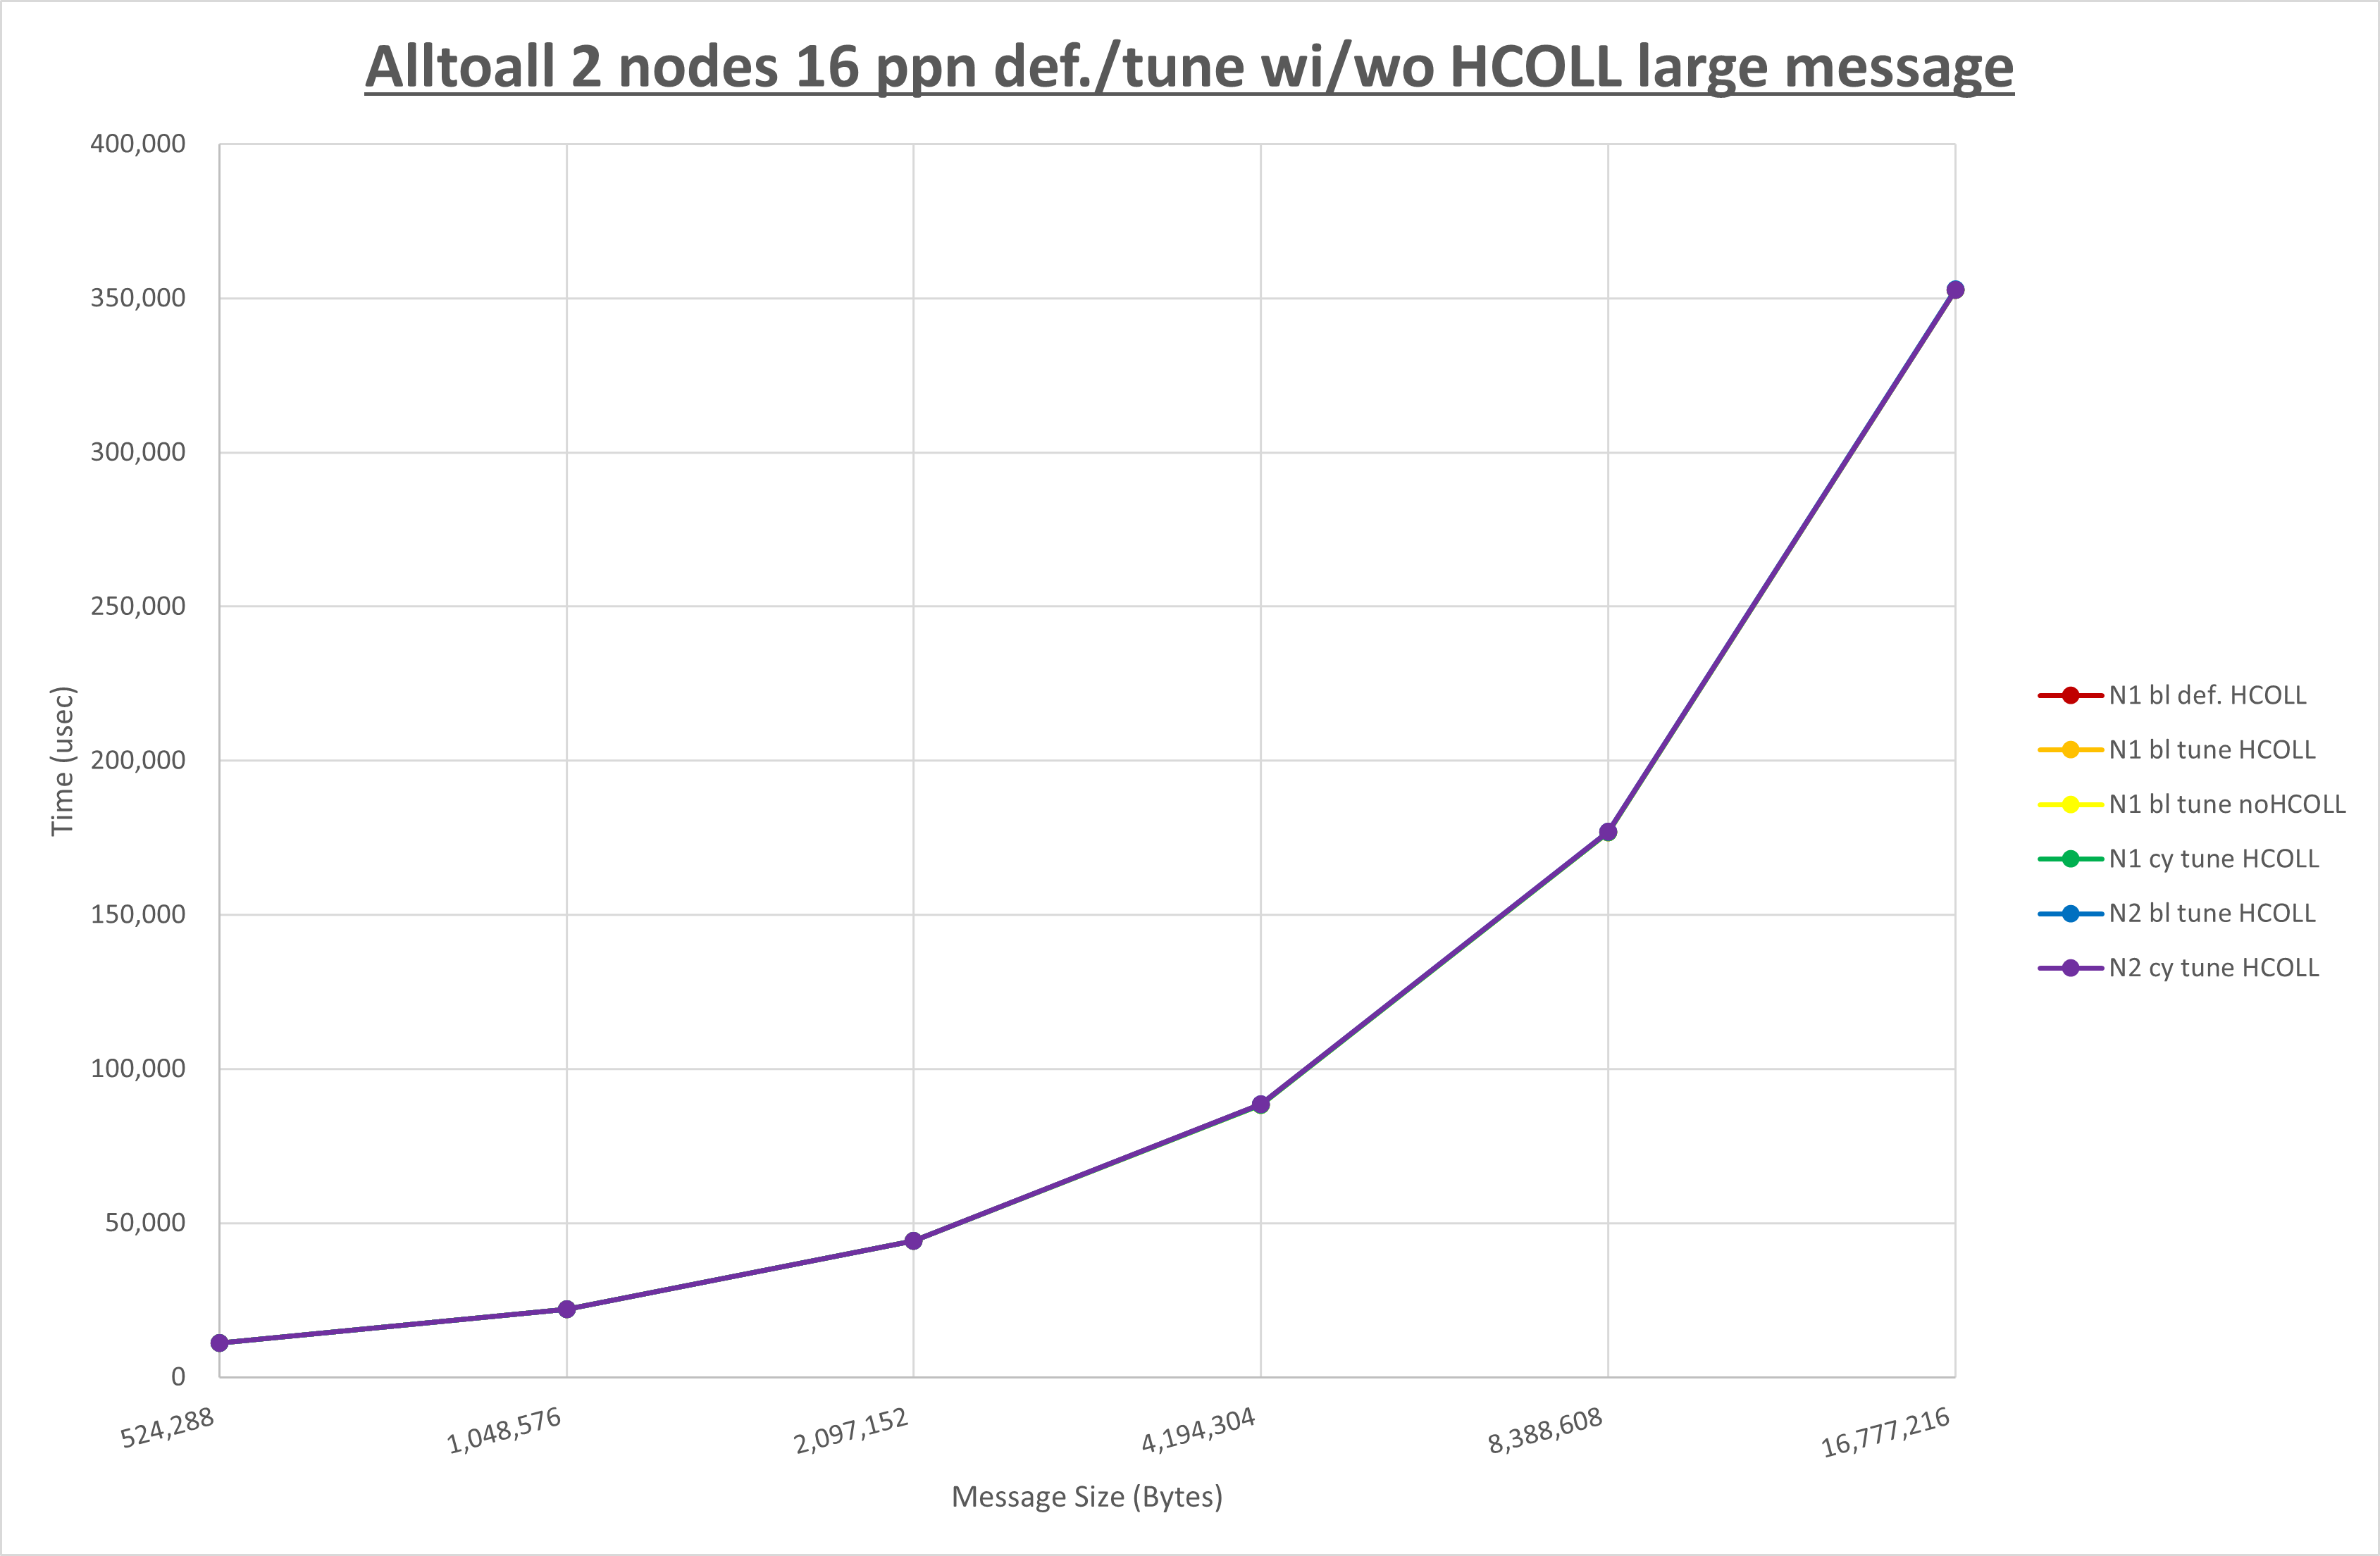 Alltoall 2 nodes 16 ppn def./tune wi/wo HCOLL large message
400,000
350,000
300,000
250,000
200,000
150,000
100,000
50,000
0
Time (usec)
524,288
1,048,576
2,097,152
4,194,304
8,388,608
16,777,216
Message Size (Bytes)
N1 bl def. HCOLL
N1 bl tune HCOLL
N1 bl tune noHCOLL
N1 cy tune HCOLL
N2 bl tune HCOLL
N2 cy tune HCOLL